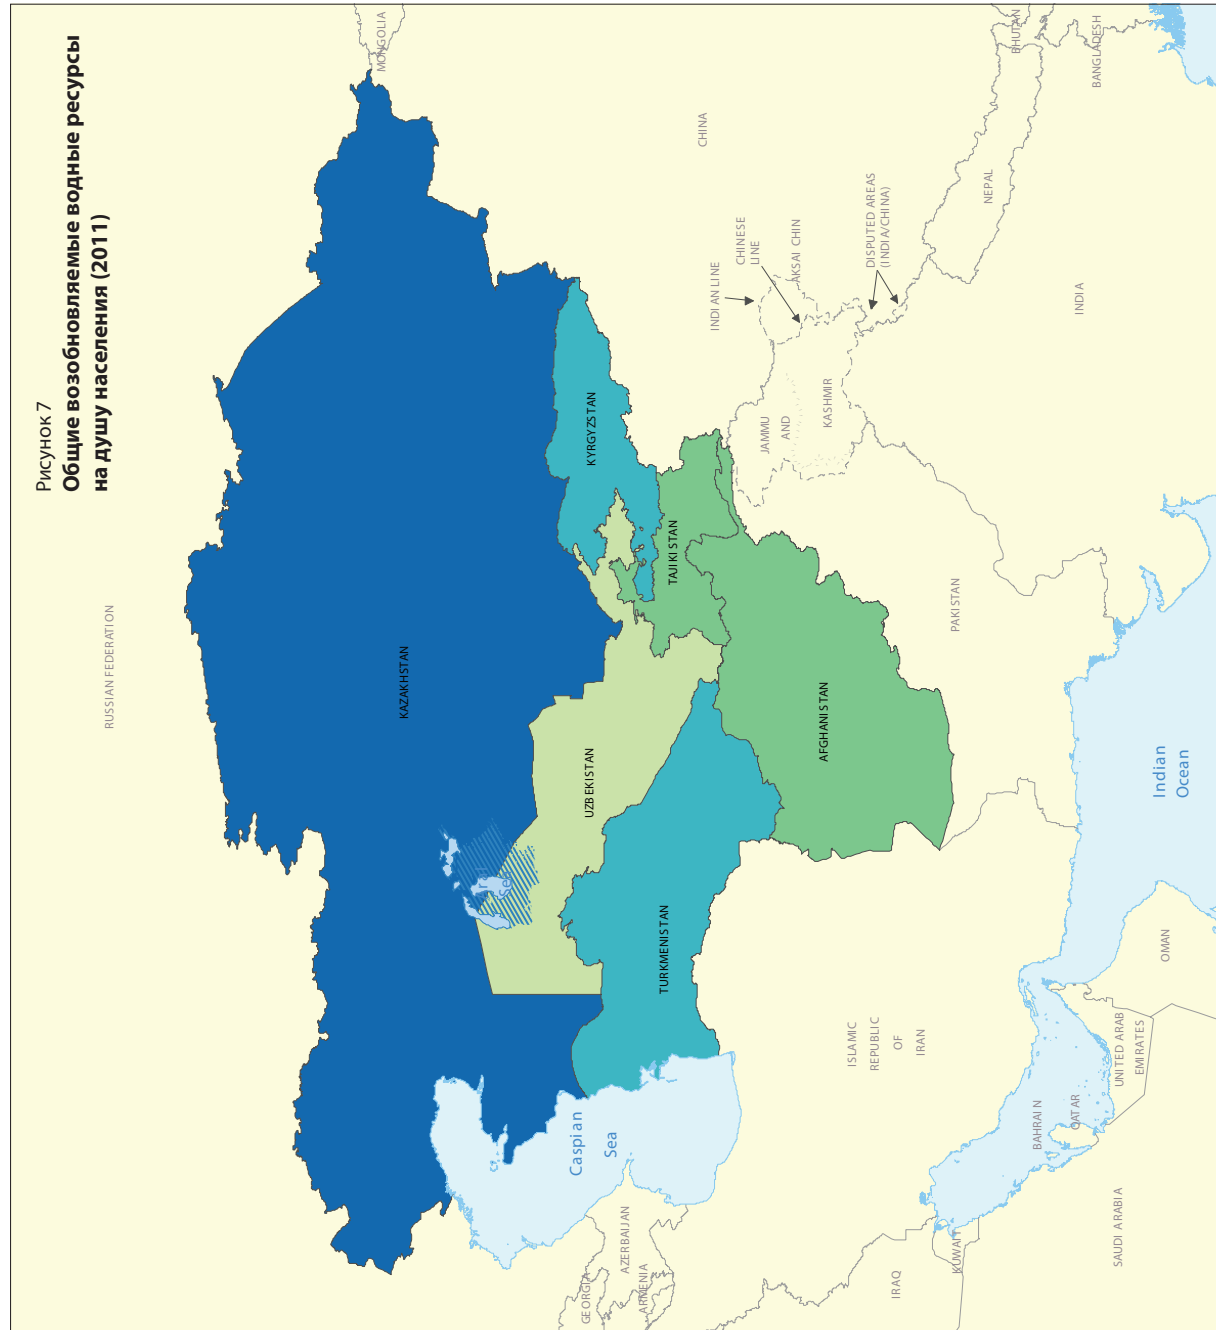 Рисунок 7
Общие возобновляемые водные ресурсы
на душу населения (2011)
RUSSIAN FEDERATION
MONGOLIA
KAZAKHSTAN
CHINA
KYRGYZSTAN
UZBEKISTAN
TAJIKISTAN
TURKMENISTAN
AFGHANISTAN
Caspian
Sea
Sea
GEORGIA
AZERBAIJAN
ARMENIA
INDIAN LINE
CHINESE
LINE
AKSAI CHIN
DISPUTED AREAS
(INDIA/CHINA)
JAMMU
AND
KASHMIR
NEPAL
BHUTAN
BANGLADESH
INDIA
PAKISTAN
ISLAMIC
REPUBLIC
OF
IRAN
IRAQ
KUWAIT
BAHRAIN
QATAR
UNITED ARAB
EMIRATES
SAUDI ARABIA
OMAN
Indian
Ocean